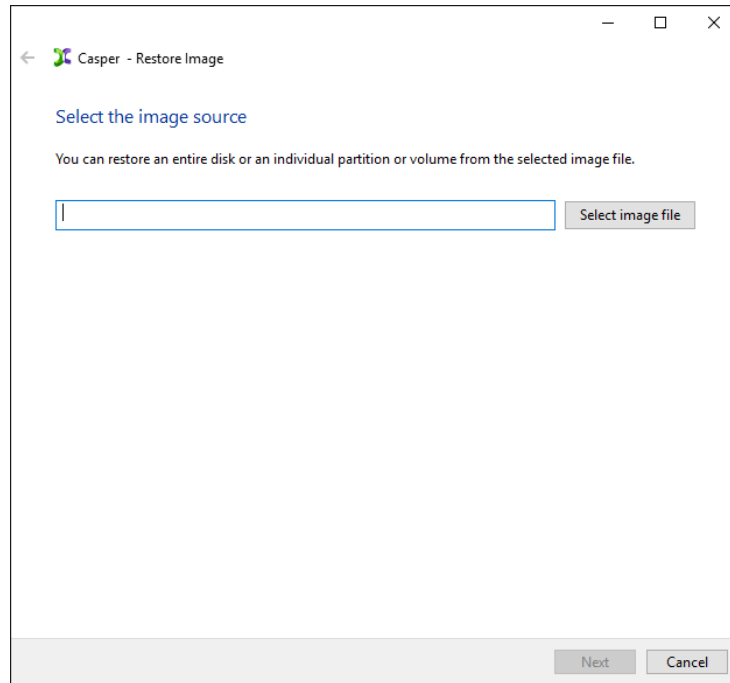 Casper - Restore Image
Select the image source
You can restore an entire disk or an individual partition or volume from the selected image file.
Select image file
Next
Cancel